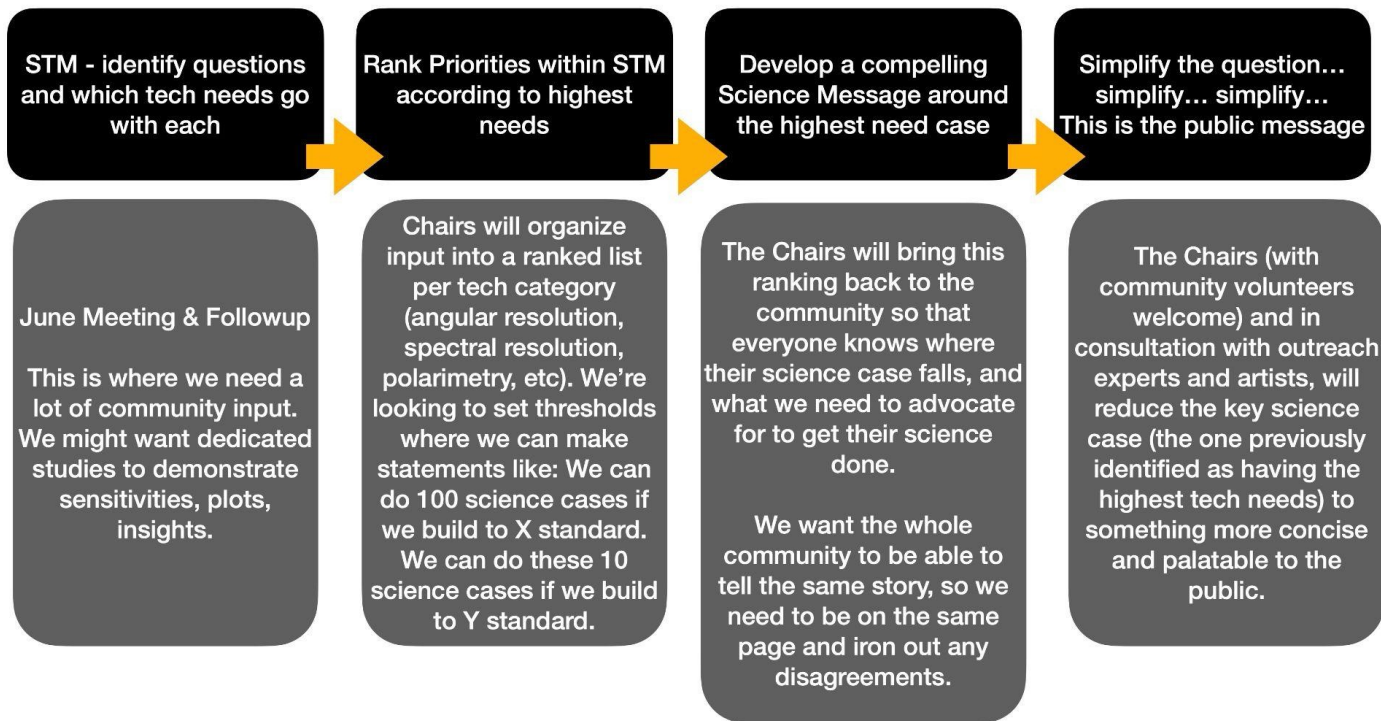 STM - identify questions
and which tech needs go
with each
Rank Priorities within STM
according to highest
needs
Develop a compelling
Science Message around
the highest need case
Simplify the question…
simplify… simplify…
This is the public message
June Meeting & Followup
This is where we need a
lot of community input.
We might want dedicated
studies to demonstrate
sensitivities, plots,
insights.
Chairs will organize
input into a ranked list
per tech category
(angular resolution,
spectral resolution,
polarimetry, etc). We’re
looking to set thresholds
where we can make
statements like: We can
do 100 science cases if
we build to X standard.
We can do these 10
science cases if we build
to Y standard.
The Chairs will bring this
ranking back to the
community so that
everyone knows where
their science case falls, and
what we need to advocate
for to get their science
done.
We want the whole
community to be able to
tell the same story, so we
need to be on the same
page and iron out any
disagreements.
The Chairs (with
community volunteers
welcome) and in
consultation with outreach
experts and artists, will
reduce the key science
case (the one previously
identified as having the
highest tech needs) to
something more concise
and palatable to the
public.